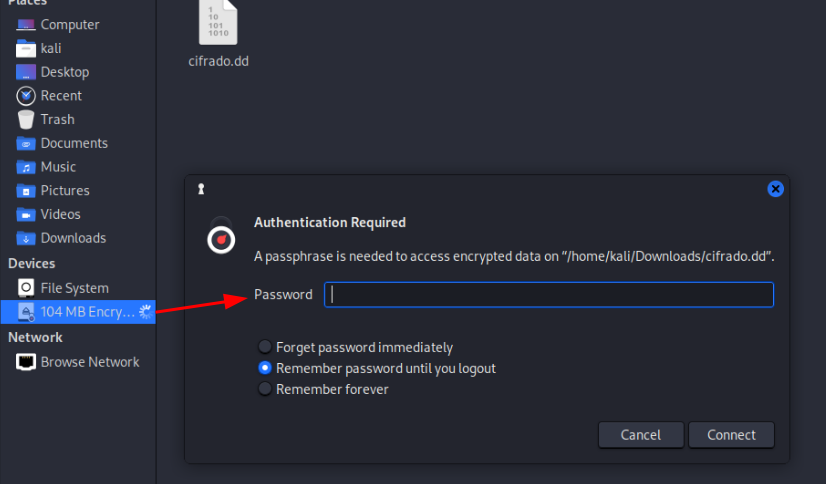 Places
Computer
kali
Desktop
Recent
Trash
Documents
Music
Pictures
Videos
Downloads
Devices
File System
104 MB Encry...
Network
Browse Network
1
10
101
1010
cifrado.dd
Authentication Required
A passphrase is needed to access encrypted data on "/home/kali/Downloads/cifrado.dd".
Password
Forget password immediately
Remember password until you logout
Remember forever
Cancel
Connect